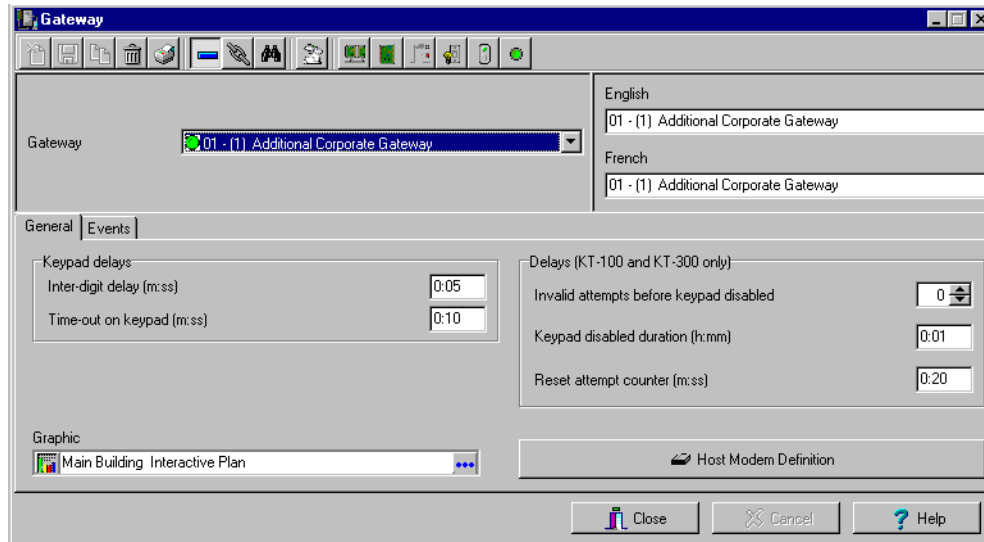 Gateway
English
01 - (1) Additional Corporate Gateway
Gateway
01 - (1) Additional Corporate Gateway
French
01 - (1) Additional Corporate Gateway
General Events
Keypad delays
Inter-digit delay (m:ss) 0:05
Time-out on keypad (m:ss) 0:10
Delays (KT-100 and KT-300 only)
Invalid attempts before keypad disabled 0
Keypad disabled duration (h:mm) 0:01
Reset attempt counter (m:ss) 0:20
Graphic
Main Building Interactive Plan
Host Modem Definition
Close Cancel Help